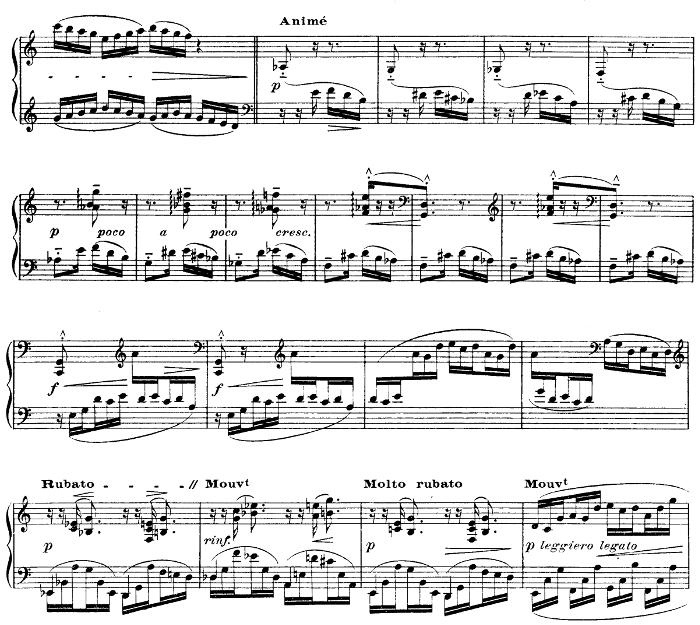 Animé
p
p poco a poco cresc.
f f
Rubato - - - - // Mouvt Molto rubato Mouvt
p rinf. p p leggiero legato